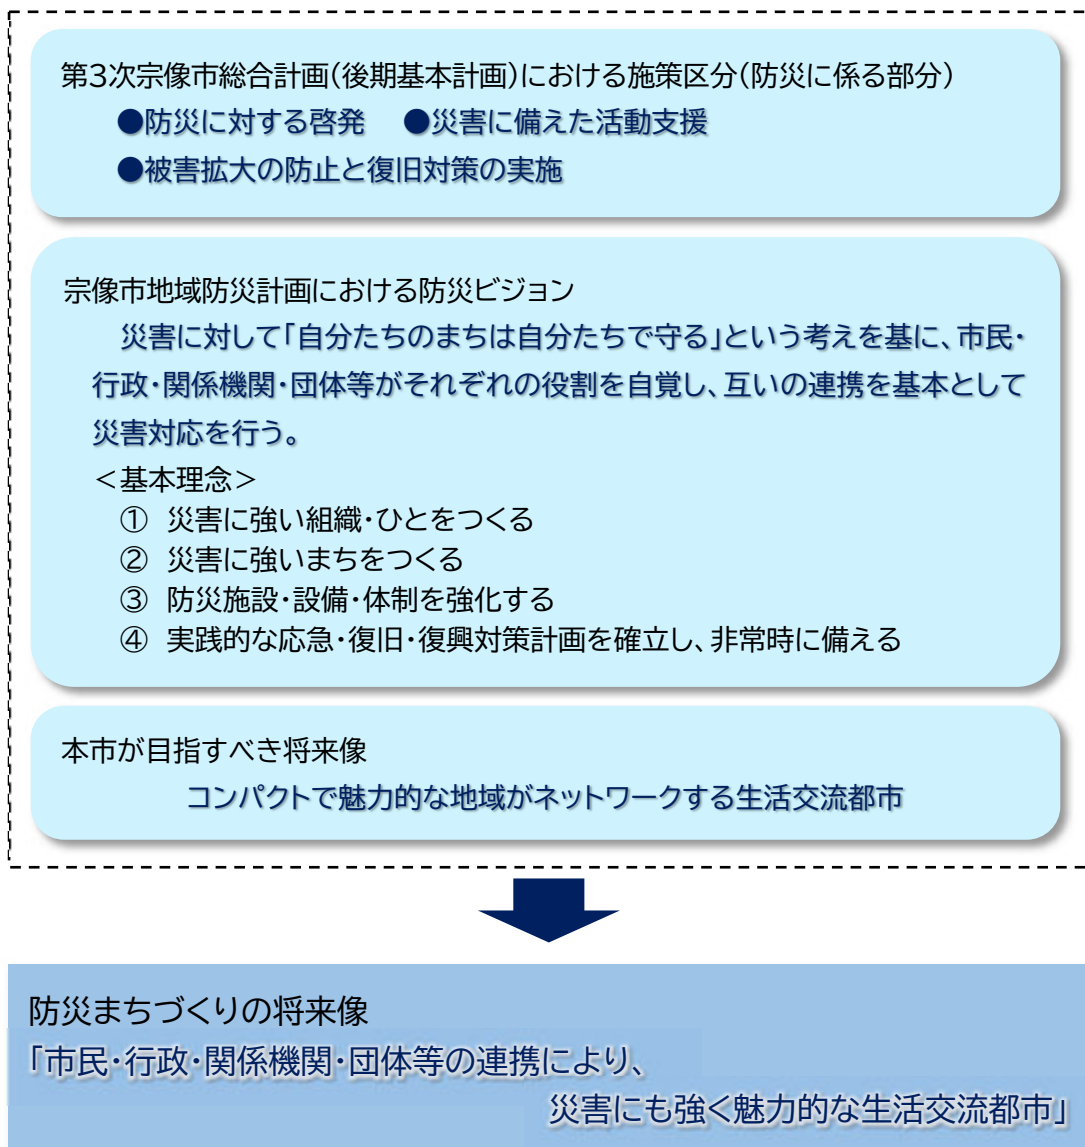 第3次宗像市総合計画(後期基本計画)における施策区分(防災に係る部分)
●防災に対する啓発　●災害に備えた活動支援
●被害拡大の防止と復旧対策の実施
宗像市地域防災計画における防災ビジョン
災害に対して「自分たちのまちは自分たちで守る」という考えを基に、市民・
行政・関係機関・団体等がそれぞれの役割を自覚し、互いの連携を基本として
災害対応を行う。
＜基本理念＞
①　災害に強い組織・ひとをつくる
②　災害に強いまちをつくる
③　防災施設・設備・体制を強化する
④　実践的な応急・復旧・復興対策計画を確立し、非常時に備える
本市が目指すべき将来像
コンパクトで魅力的な地域がネットワークする生活交流都市
防災まちづくりの将来像
「市民・行政・関係機関・団体等の連携により、
災害にも強く魅力的な生活交流都市」